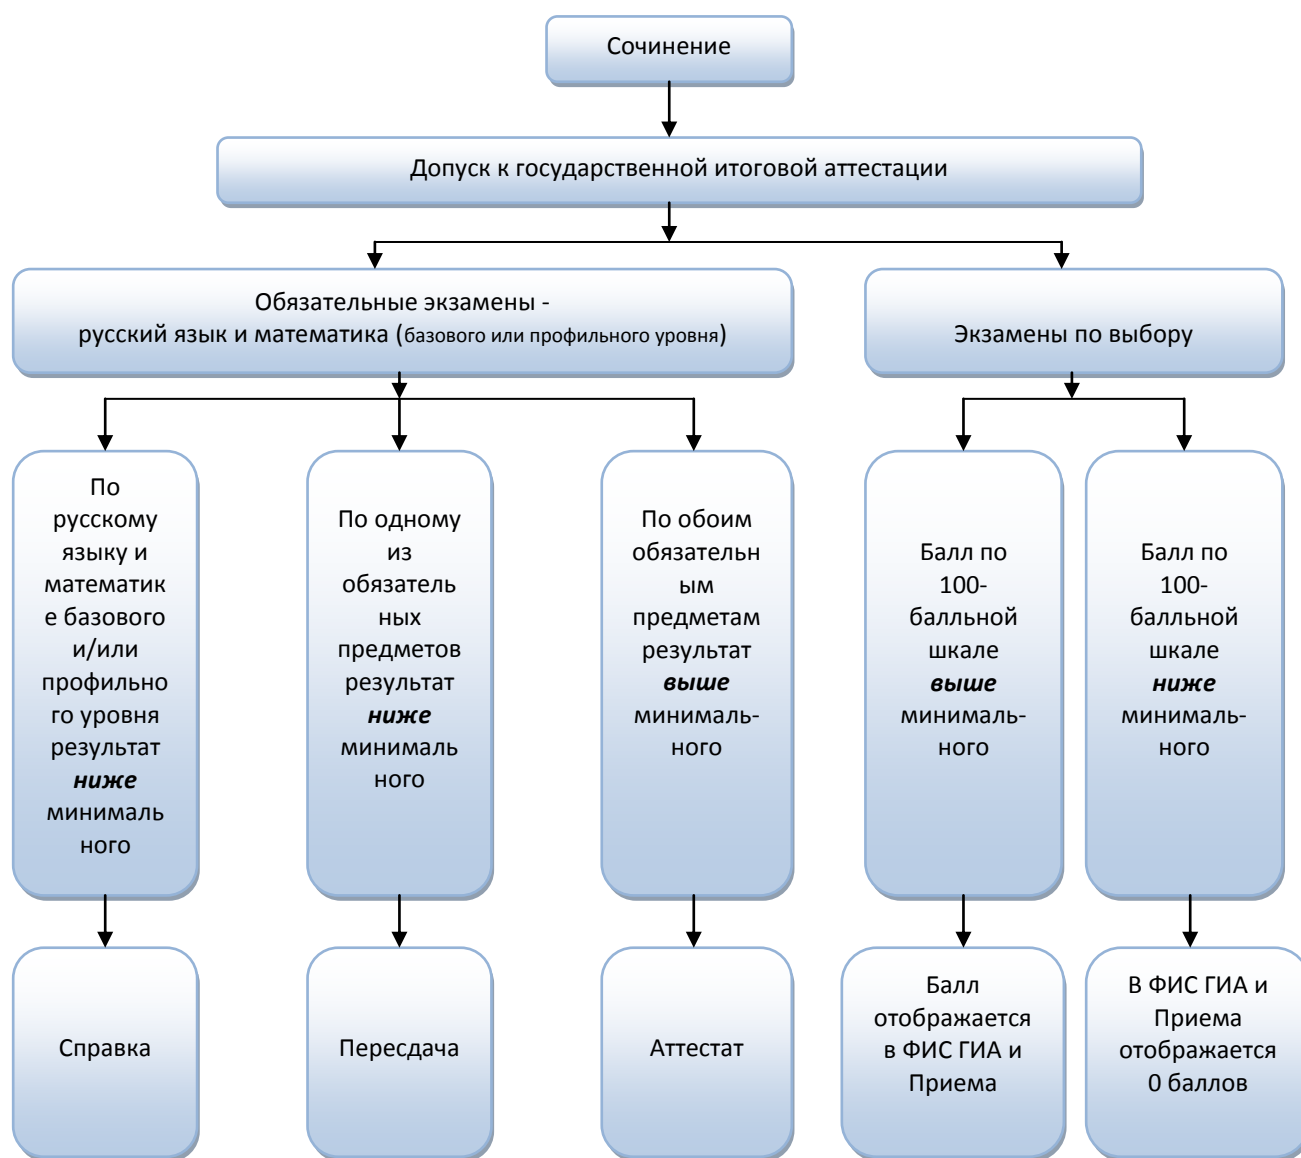 Сочинение
Допуск к государственной итоговой аттестации
Обязательные экзамены -
русский язык и математика (базового или профильного уровня)
Экзамены по выбору
По
русскому
языку и
математик
е базового
и/или
профильно
го уровня
результат
ниже
минималь
ного
По одному
из
обязатель
ных
предметов
результат
ниже
минималь
ного
По обоим
обязательн
ым
предметам
результат
выше
минималь-
ного
Балл по
100-
балльной
шкале
выше
минималь-
ного
Балл по
100-
балльной
шкале
ниже
минималь-
ного
Справка
Пересдача
Аттестат
Балл
отображается
в ФИС ГИА и
Приема
В ФИС ГИА и
Приема
отображается
0 баллов